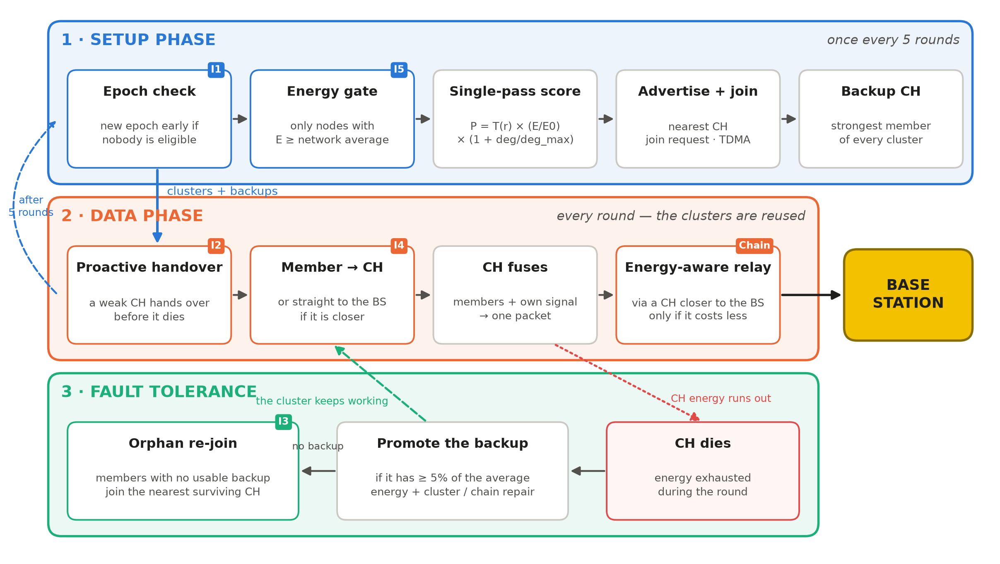 1 · SETUP PHASE
once every 5 rounds
I1
Epoch check
new epoch early if
nobody is eligible
I5
Energy gate
only nodes with
E ≥ network average
Single-pass score
P = T(r) × (E/E0)
× (1 + deg/deg_max)
Advertise + join
nearest CH
join request · TDMA
Backup CH
strongest member
of every cluster
clusters + backups
after
5 rounds
2 · DATA PHASE
every round — the clusters are reused
I2
Proactive handover
a weak CH hands over
before it dies
I4
Member → CH
or straight to the BS
if it is closer
CH fuses
members + own signal
→ one packet
Chain
Energy-aware relay
via a CH closer to the BS
only if it costs less
BASE
STATION
3 · FAULT TOLERANCE
the cluster keeps working
CH energy runs out
I3
Orphan re-join
members with no usable backup
join the nearest surviving CH
no backup
Promote the backup
if it has ≥ 5% of the average
energy + cluster / chain repair
CH dies
energy exhausted
during the round